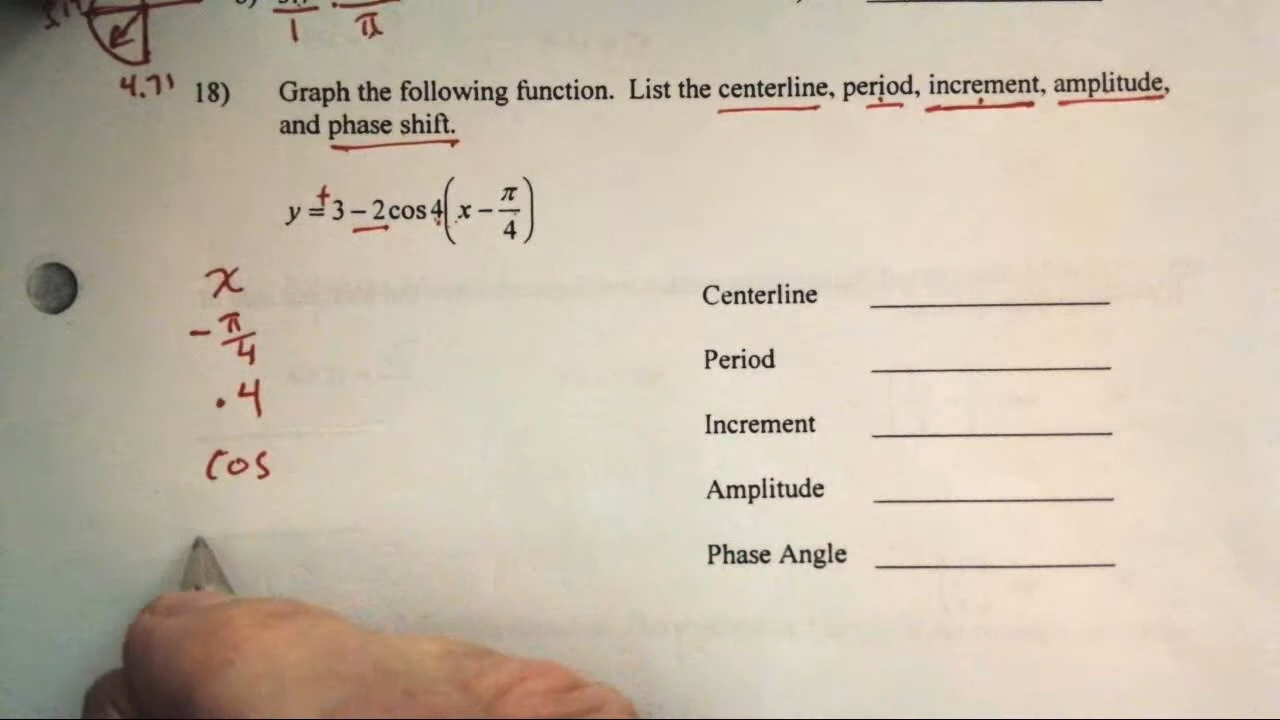 4.71 18) Graph the following function. List the centerline, period, increment, amplitude,
and phase shift.
y = + 3 − 2 cos 4(x − π/4)
x
− π/4
Centerline
Period
· 4
Increment
cos
Amplitude
Phase Angle